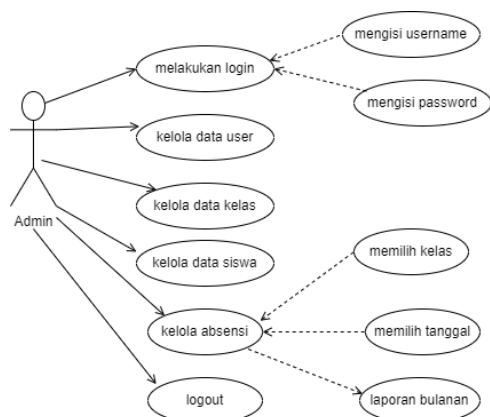 mengisi username
melakukan login
mengisi password
kelola data user
kelola data kelas
Admin
kelola data siswa
memilih kelas
kelola absensi
memilih tanggal
logout
laporan bulanan